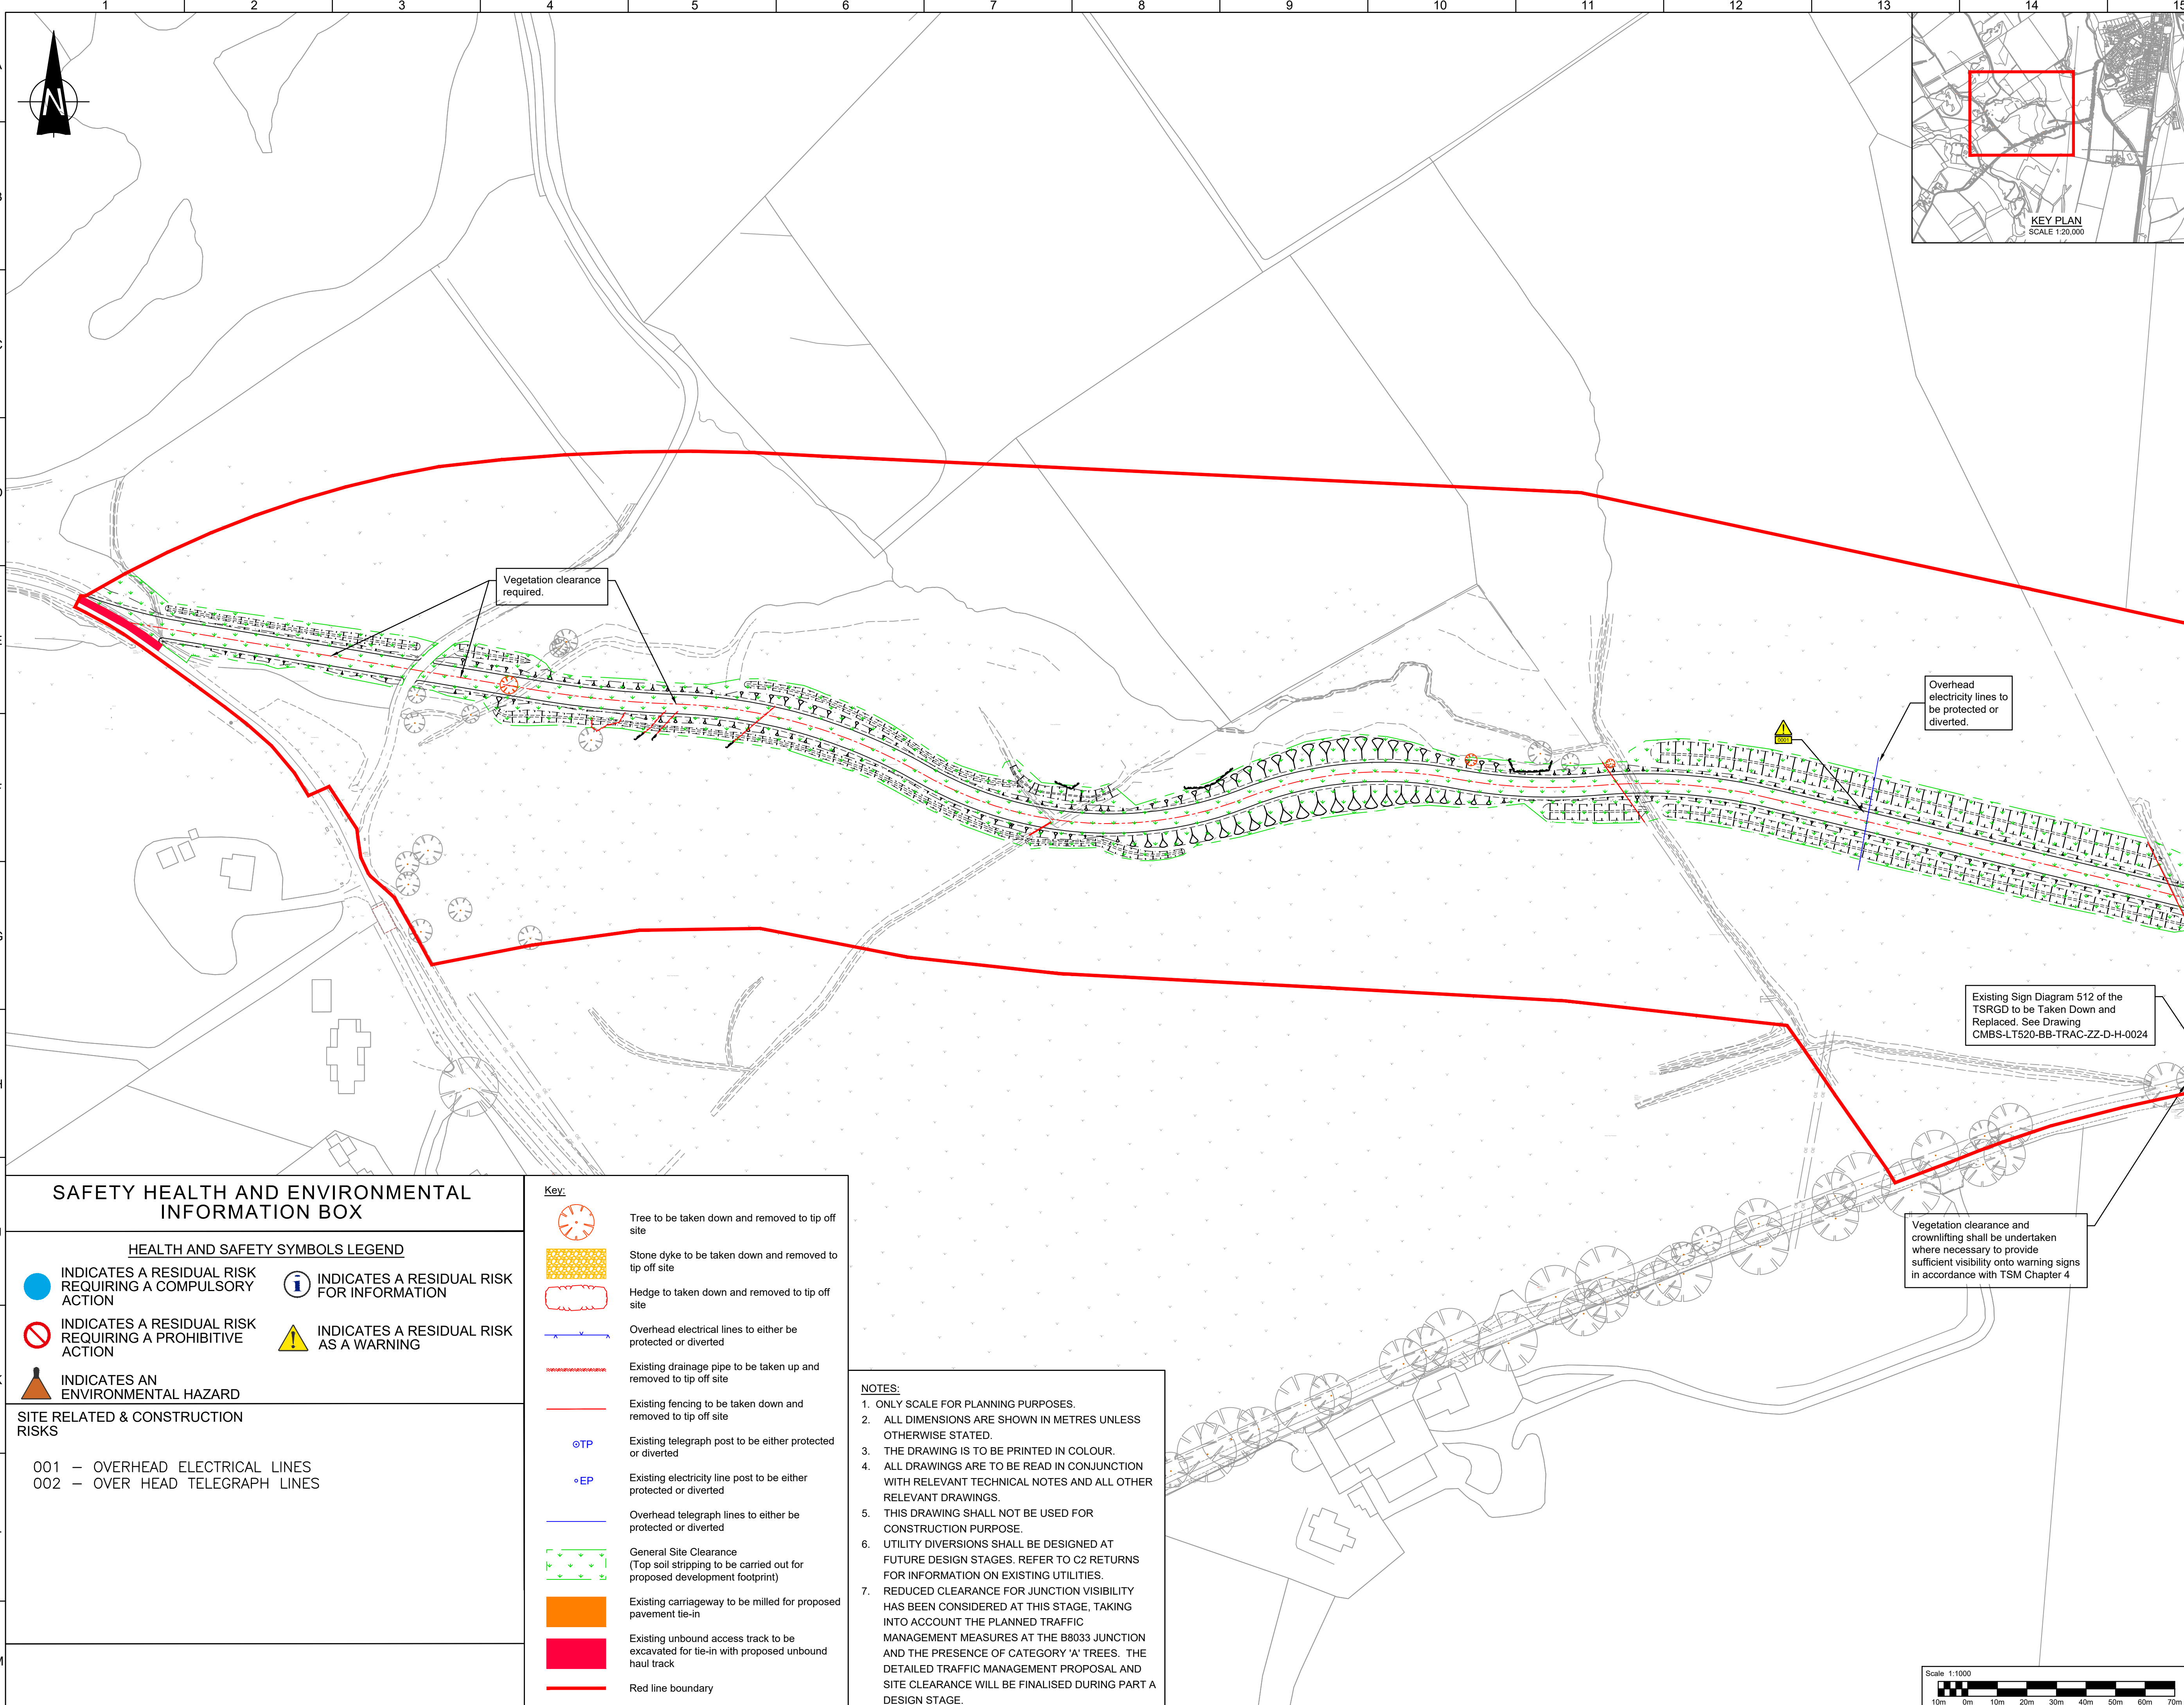 1 2 3 4 5 6 7 8 9 10 11 12 13 14 15
N
KEY PLAN
SCALE 1:20,000
Vegetation clearance
required.
Overhead
electricity lines to
be protected or
diverted.
0001
Existing Sign Diagram 512 of the
TSRGD to be Taken Down and
Replaced. See Drawing
CMBS-LT520-BB-TRAC-ZZ-D-H-0024
Vegetation clearance and
crownlifting shall be undertaken
where necessary to provide
sufficient visibility onto warning signs
in accordance with TSM Chapter 4
SAFETY HEALTH AND ENVIRONMENTAL
INFORMATION BOX
HEALTH AND SAFETY SYMBOLS LEGEND
INDICATES A RESIDUAL RISK
REQUIRING A COMPULSORY
ACTION
INDICATES A RESIDUAL RISK
FOR INFORMATION
INDICATES A RESIDUAL RISK
REQUIRING A PROHIBITIVE
ACTION
INDICATES A RESIDUAL RISK
AS A WARNING
INDICATES AN
ENVIRONMENTAL HAZARD
SITE RELATED & CONSTRUCTION
RISKS
001 – OVERHEAD ELECTRICAL LINES
002 – OVER HEAD TELEGRAPH LINES
Key:
Tree to be taken down and removed to tip off
site
Stone dyke to be taken down and removed to
tip off site
Hedge to taken down and removed to tip off
site
Overhead electrical lines to either be
protected or diverted
Existing drainage pipe to be taken up and
removed to tip off site
Existing fencing to be taken down and
removed to tip off site
TP
Existing telegraph post to be either protected
or diverted
EP
Existing electricity line post to be either
protected or diverted
Overhead telegraph lines to either be
protected or diverted
General Site Clearance
(Top soil stripping to be carried out for
proposed development footprint)
Existing carriageway to be milled for proposed
pavement tie-in
Existing unbound access track to be
excavated for tie-in with proposed unbound
haul track
Red line boundary
NOTES:
1. ONLY SCALE FOR PLANNING PURPOSES.
2. ALL DIMENSIONS ARE SHOWN IN METRES UNLESS
OTHERWISE STATED.
3. THE DRAWING IS TO BE PRINTED IN COLOUR.
4. ALL DRAWINGS ARE TO BE READ IN CONJUNCTION
WITH RELEVANT TECHNICAL NOTES AND ALL OTHER
RELEVANT DRAWINGS.
5. THIS DRAWING SHALL NOT BE USED FOR
CONSTRUCTION PURPOSE.
6. UTILITY DIVERSIONS SHALL BE DESIGNED AT
FUTURE DESIGN STAGES. REFER TO C2 RETURNS
FOR INFORMATION ON EXISTING UTILITIES.
7. REDUCED CLEARANCE FOR JUNCTION VISIBILITY
HAS BEEN CONSIDERED AT THIS STAGE, TAKING
INTO ACCOUNT THE PLANNED TRAFFIC
MANAGEMENT MEASURES AT THE B8033 JUNCTION
AND THE PRESENCE OF CATEGORY 'A' TREES. THE
DETAILED TRAFFIC MANAGEMENT PROPOSAL AND
SITE CLEARANCE WILL BE FINALISED DURING PART A
DESIGN STAGE.
Scale 1:1000
10m 0m 10m 20m 30m 40m 50m 60m 70m